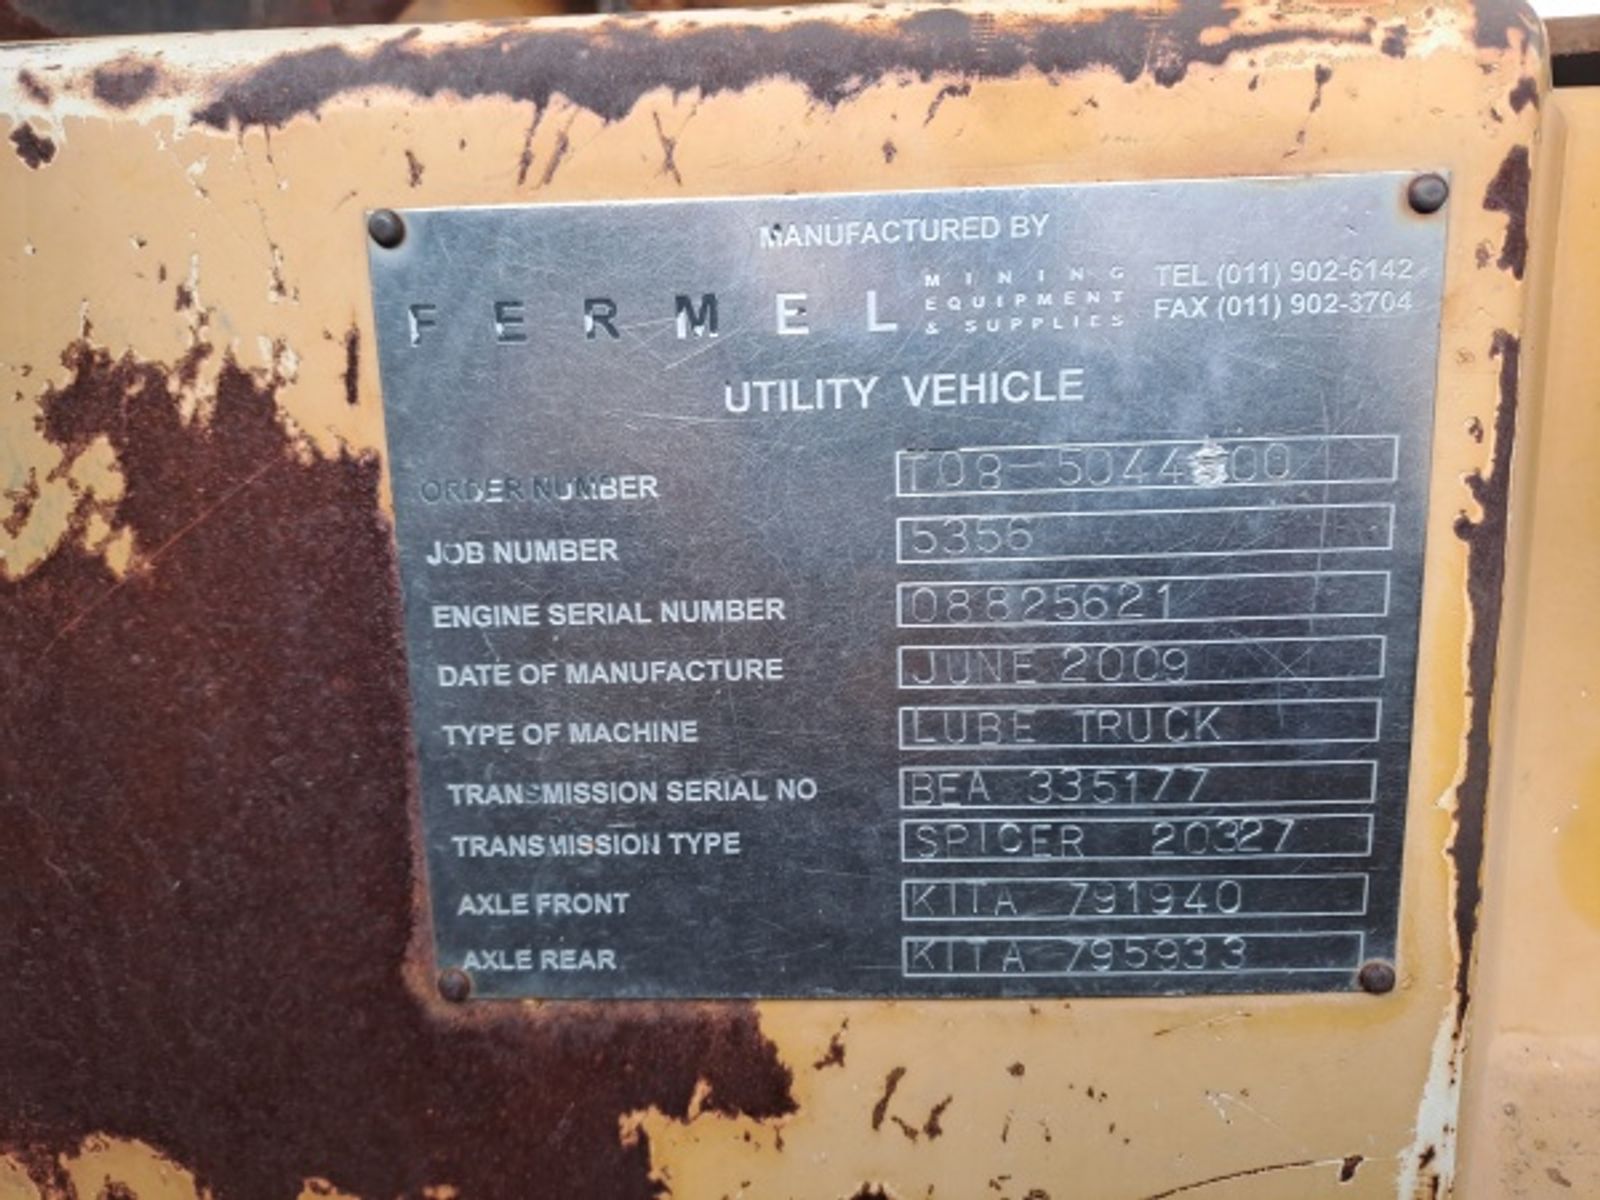 MANUFACTURED BY
FERMEL MINING EQUIPMENT & SUPPLIES
TEL (011) 902-6142
FAX (011) 902-3704
UTILITY VEHICLE
ORDER NUMBER
JOB NUMBER 5356
ENGINE SERIAL NUMBER 08825621
DATE OF MANUFACTURE JUNE 2009
TYPE OF MACHINE LUBE TRUCK
TRANSMISSION SERIAL NO BEA 335177
TRANSMISSION TYPE SPICER 20327
AXLE FRONT KITA 791940
AXLE REAR KITA 795933